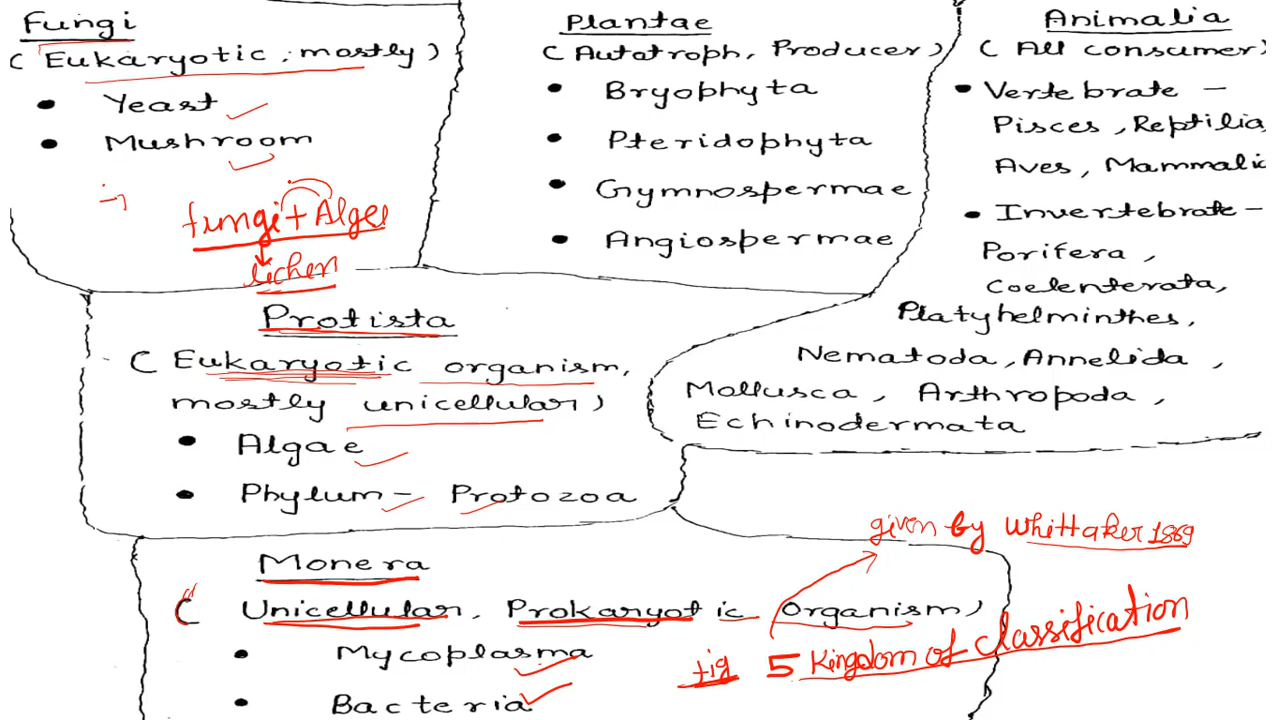 Fungi
( Eukaryotic, mostly )
• Yeast
• Mushroom
fungi + Algee
lichen
Plantae
( Autotroph, Producer )
• Bryophyta
• Pteridophyta
• Gymnospermae
• Angiospermae
Animalia
( All consumer )
• Vertebrate –
Pisces, Reptilia,
Aves, Mammalia
• Invertebrate –
Porifera,
Coelenterata,
Platyhelminthes,
Nematoda, Annelida,
Mollusca, Arthropoda,
Echinodermata
Protista
( Eukaryotic organism,
mostly unicellular )
• Algae
• Phylum – Protozoa
given by Whittaker 1869
Monera
( Unicellular, Prokaryotic Organism )
• Mycoplasma
• Bacteria
fig 5 Kingdom of classification